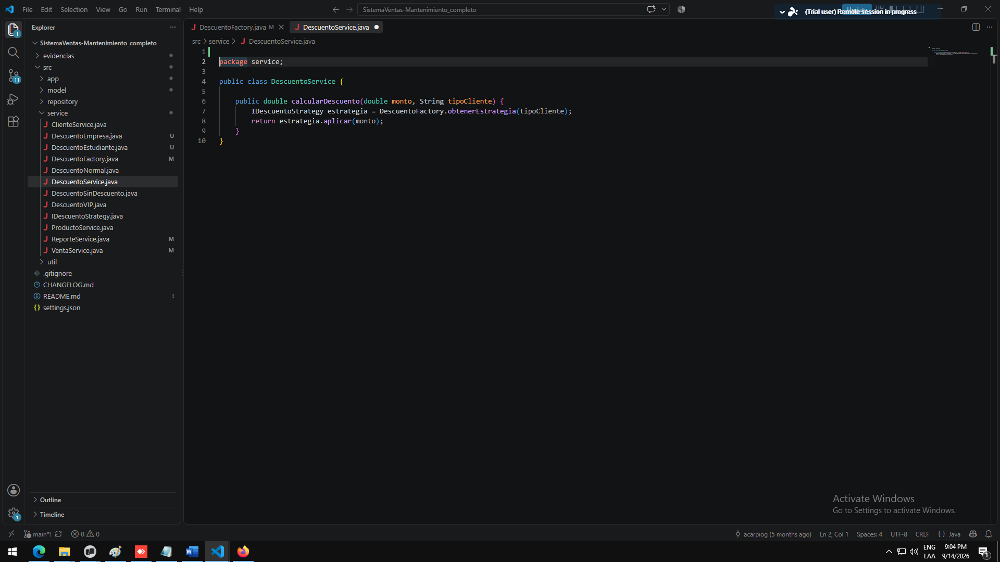 File Edit Selection View Go Run Terminal Help
SistemaVentas-Mantenimiento_completo
(Trial user) Remote session in progress
Explorer
DescuentoFactory.java M
DescuentoService.java
SistemaVentas-Mantenimiento_completo
src service DescuentoService.java
evidencias
src
app
model
repository
service
ClienteService.java
DescuentoEmpresa.java U
DescuentoEstudiante.java U
DescuentoFactory.java M
DescuentoNormal.java
DescuentoService.java
DescuentoSinDescuento.java
DescuentoVIP.java
IDescuentoStrategy.java
ProductoService.java
ReporteService.java M
VentaService.java M
util
.gitignore
CHANGELOG.md
README.md !
settings.json
Outline
Timeline
1
11
1
1
2 package service;
3
4 public class DescuentoService {
5
6 public double calcularDescuento(double monto, String tipoCliente) {
7 IDescuentoStrategy estrategia = DescuentoFactory.obtenerEstrategia(tipoCliente);
8 return estrategia.aplicar(monto);
9 }
10 }
Activate Windows
Go to Settings to activate Windows.
main*! 0 0
acarpiog (5 months ago) Ln 2, Col 1 Spaces: 4 UTF-8 CRLF { } Java
ENG
LAA
9:04 PM
9/14/2026
1